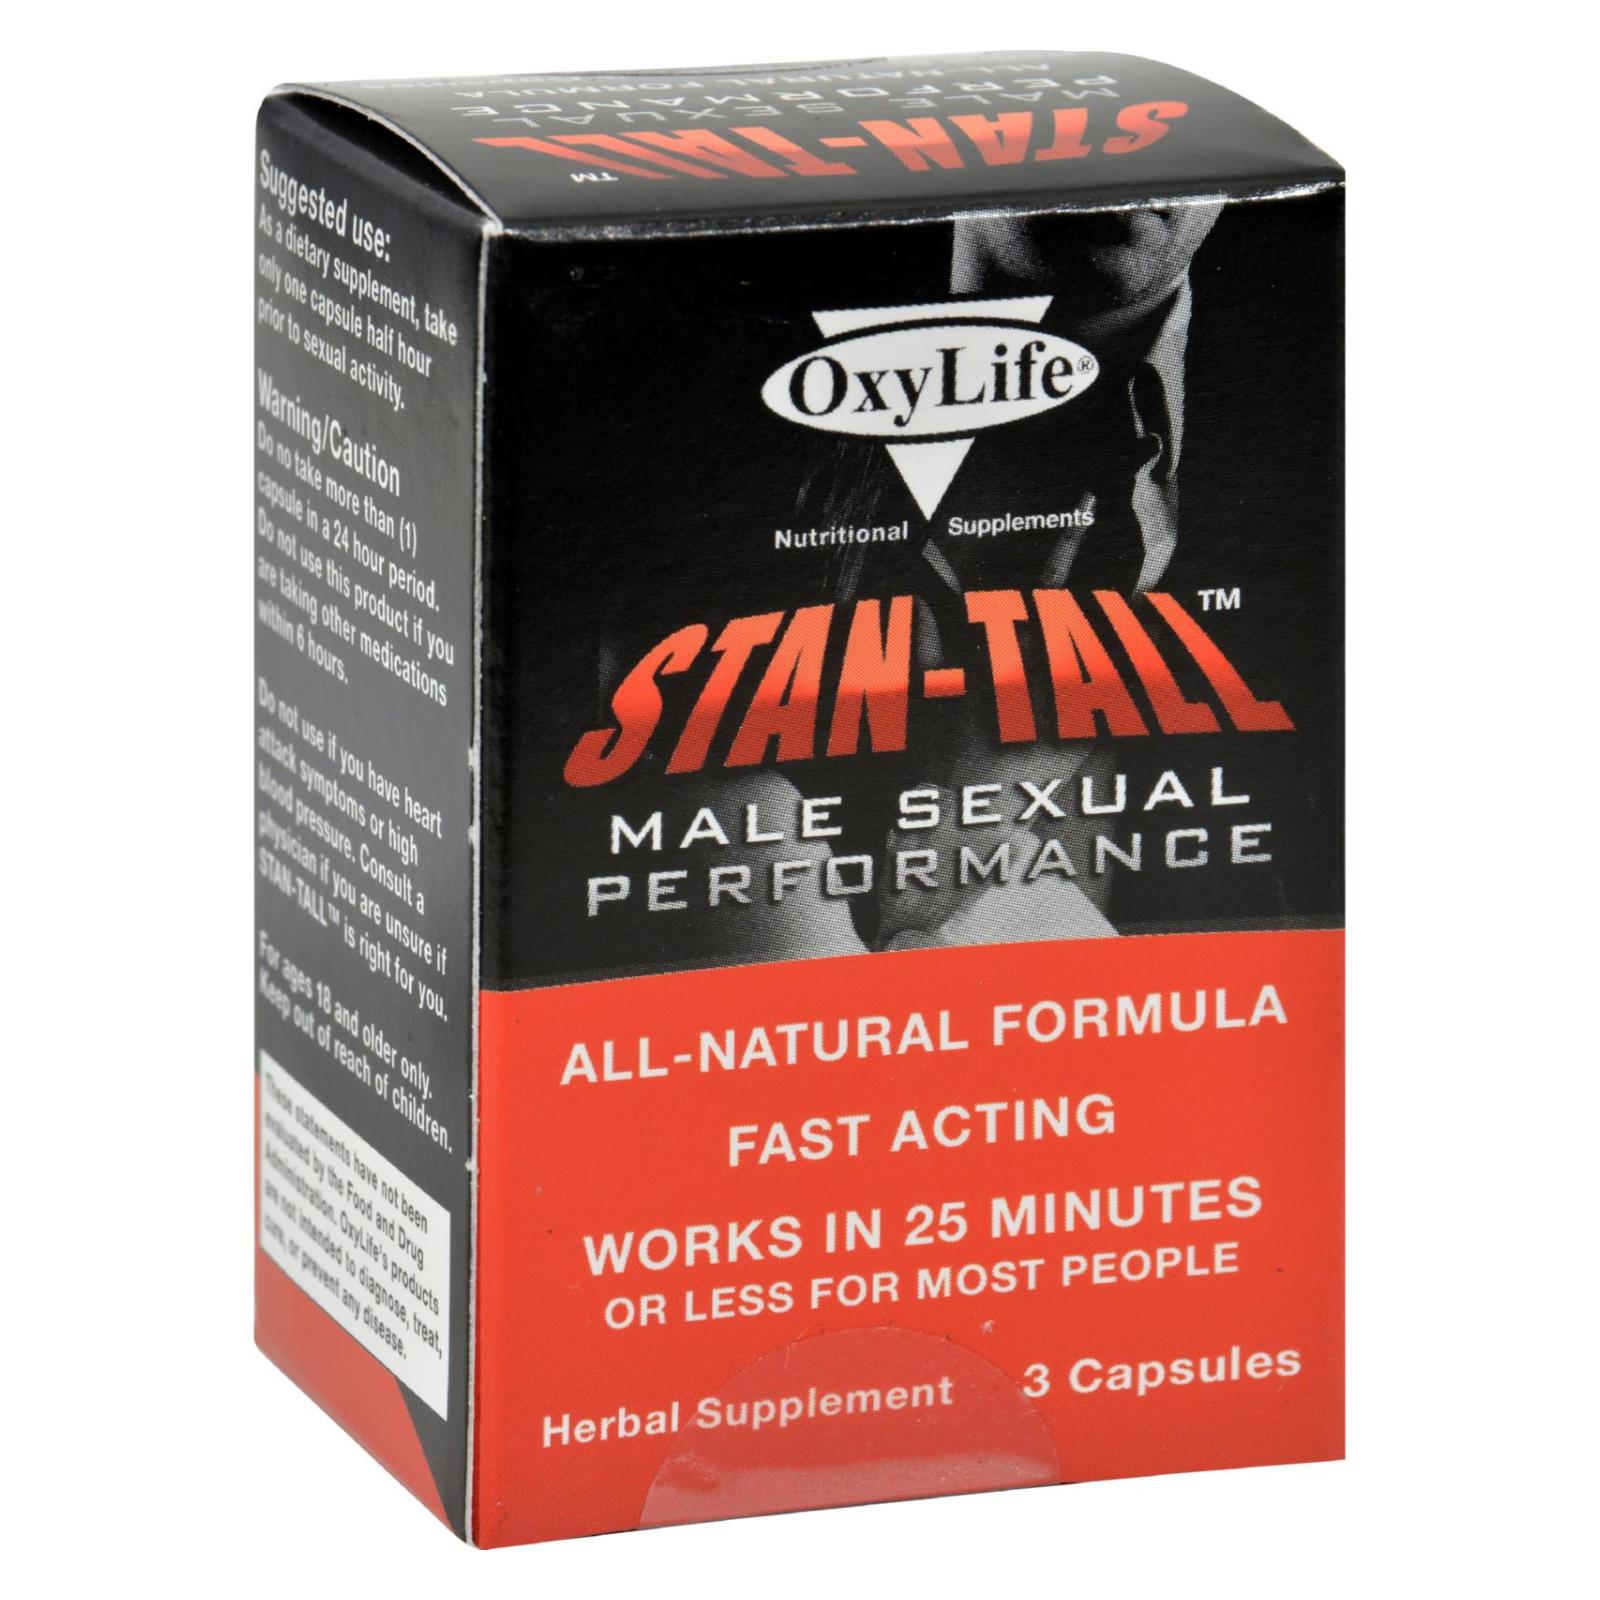 STAN-TALL™
MALE SEXUAL
PERFORMANCE
ALL-NATURAL FORMULA
Suggested use:
As a dietary supplement, take
only one capsule half hour
prior to sexual activity.
Warning/Caution
Do no take more than (1)
capsule in a 24 hour period.
Do not use this product if you
are taking other medications
within 6 hours.
Do not use if you have heart
attack symptoms or high
blood pressure. Consult a
physician if you are unsure if
STAN-TALL™ is right for you.
For ages 18 and older only.
Keep out of reach of children.
These statements have not been
evaluated by the Food and Drug
Administration. OxyLife's products
are not intended to diagnose, treat,
cure, or prevent any disease.
OxyLife®
Nutritional Supplements
STAN-TALL™
MALE SEXUAL
PERFORMANCE
ALL-NATURAL FORMULA
FAST ACTING
WORKS IN 25 MINUTES
OR LESS FOR MOST PEOPLE
Herbal Supplement 3 Capsules